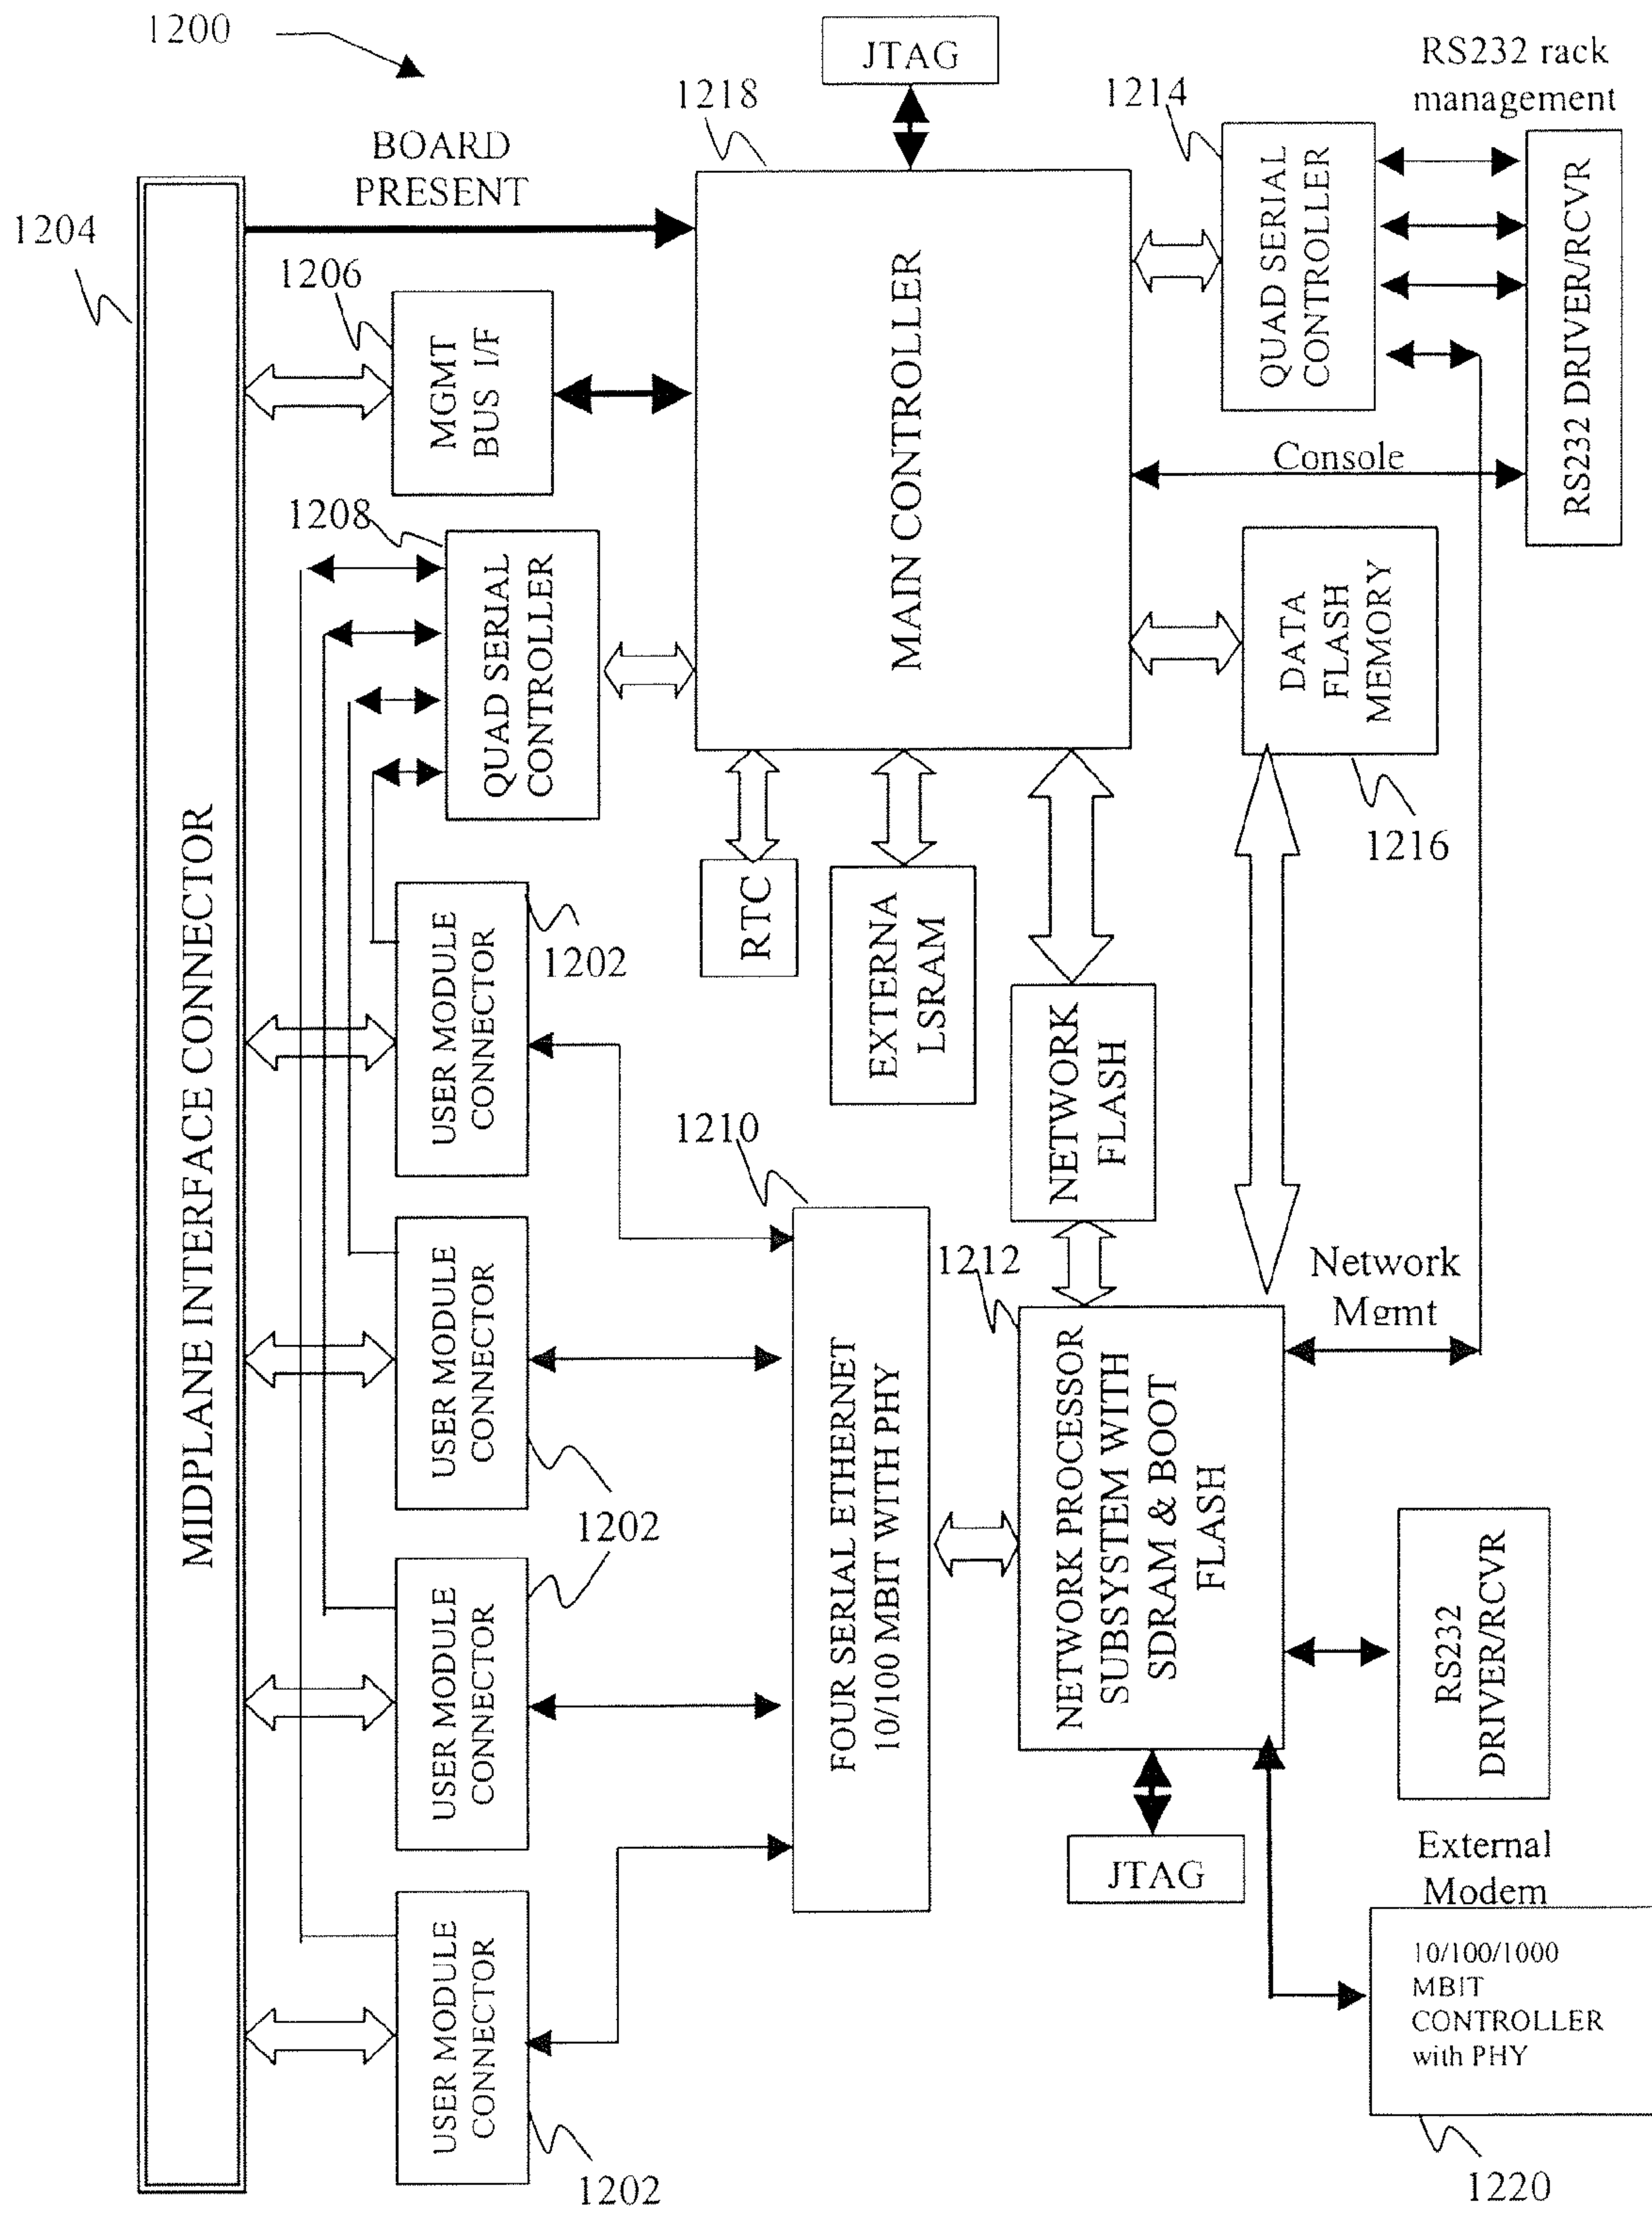 1200
JTAG
RS232 rack
management
1218
1214
BOARD
PRESENT
1204
1206
MGMT
BUS I/F
MAIN CONTROLLER
QUAD SERIAL
CONTROLLER
RS232 DRIVER/RCVR
Console
1208
QUAD SERIAL
CONTROLLER
DATA
FLASH
MEMORY
1216
MIDPLANE INTERFACE CONNECTOR
RTC
EXTERNA
LSRAM
NETWORK
FLASH
USER MODULE
CONNECTOR
1202
1210
1212
Network
Mgmt
USER MODULE
CONNECTOR
1202
FOUR SERIAL ETHERNET
10/100 MBIT WITH PHY
NETWORK PROCESSOR
SUBSYSTEM WITH
SDRAM & BOOT
FLASH
USER MODULE
CONNECTOR
RS232
DRIVER/RCVR
JTAG
External
Modem
USER MODULE
CONNECTOR
1202
10/100/1000
MBIT
CONTROLLER
with PHY
1220